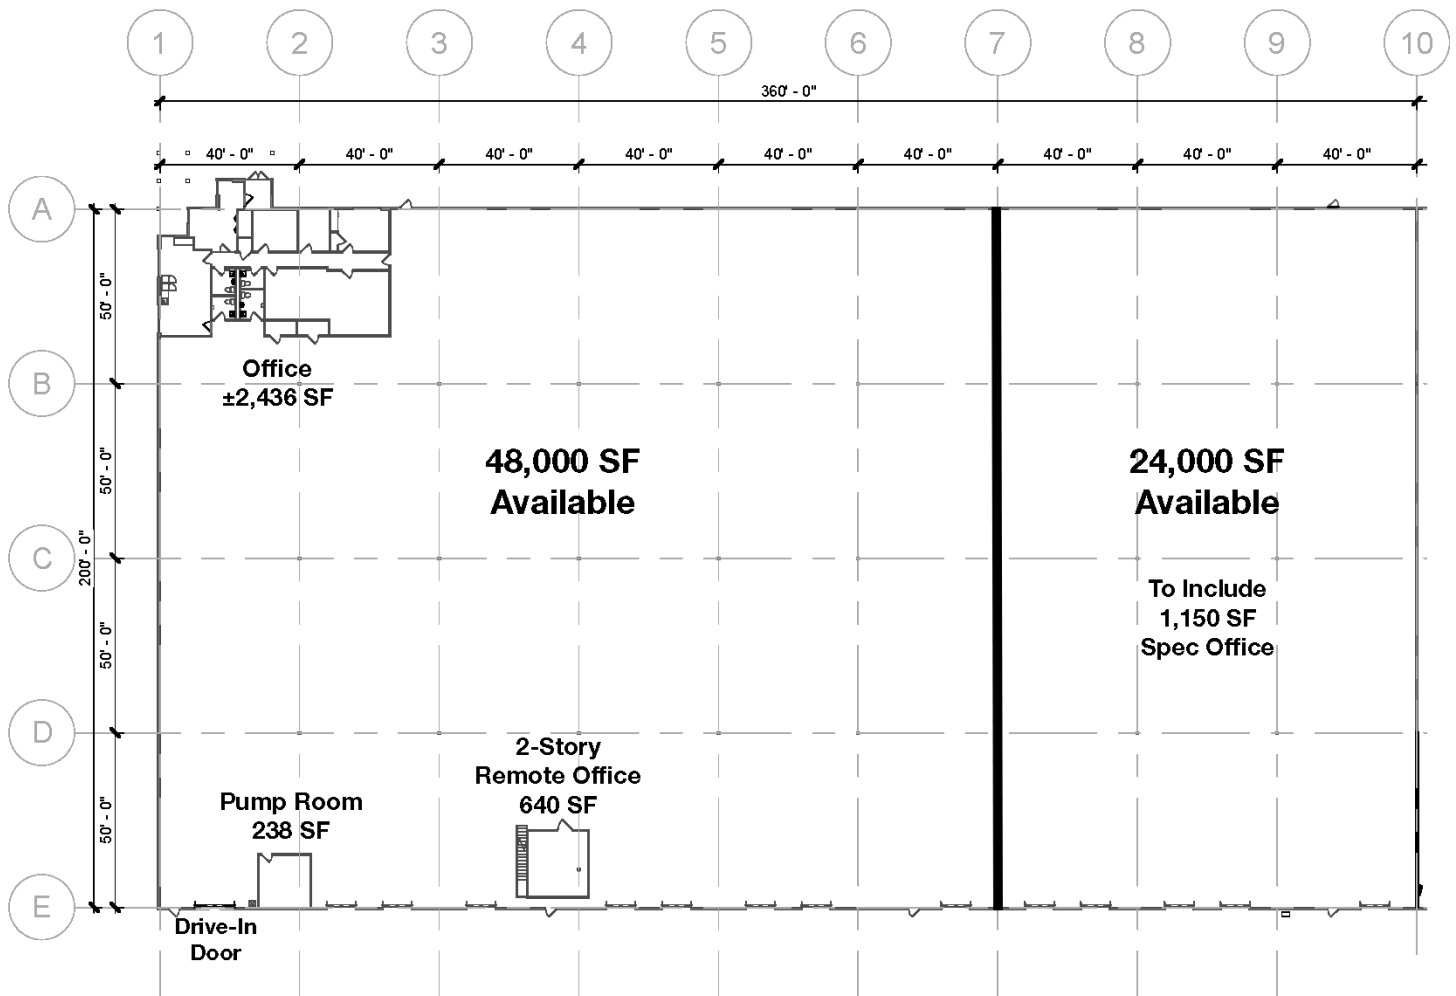 1 2 3 4 5 6 7 8 9 10
360' - 0"
40' - 0" 40' - 0" 40' - 0" 40' - 0" 40' - 0" 40' - 0" 40' - 0" 40' - 0" 40' - 0"
A
50' - 0"
B
Office
±2,436 SF
50' - 0"
48,000 SF
Available
24,000 SF
Available
C
200' - 0"
To Include
1,150 SF
Spec Office
50' - 0"
D
2-Story
Remote Office
640 SF
Pump Room
238 SF
50' - 0"
E
Drive-In
Door